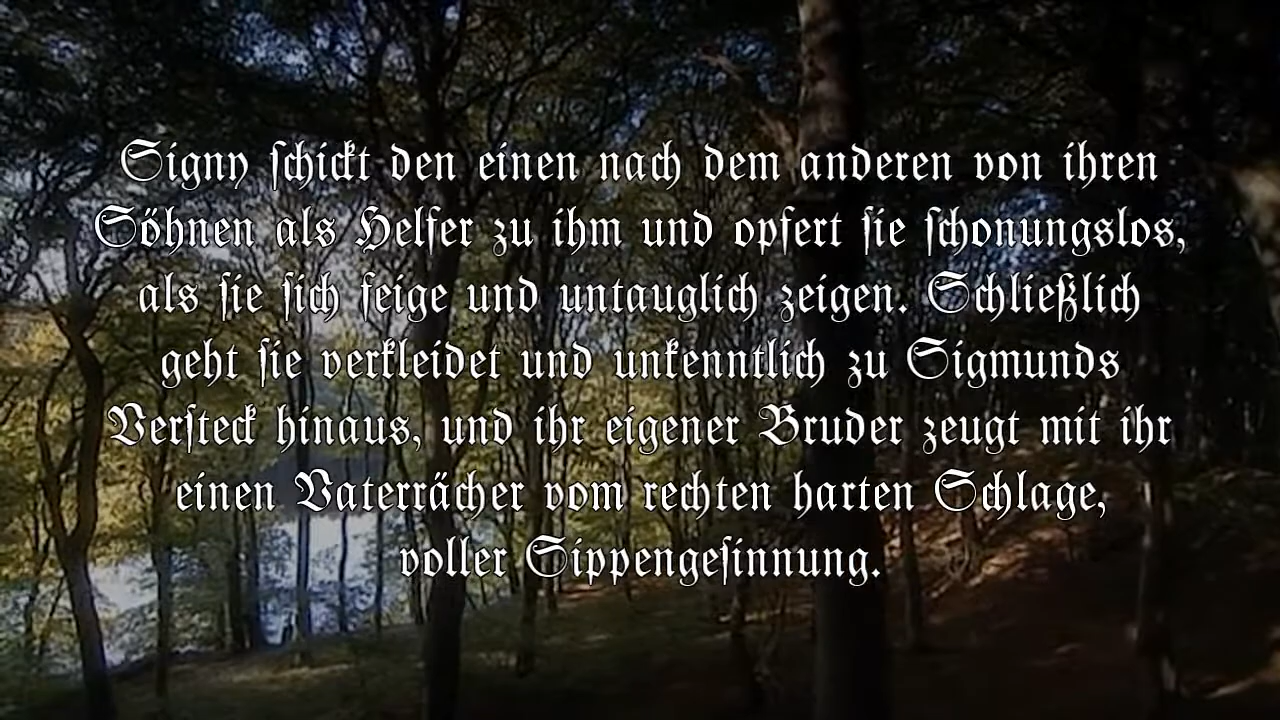 Signy ſchickt den einen nach dem anderen von ihren
Söhnen als Helfer zu ihm und opfert ſie ſchonungslos,
als ſie ſich feige und untauglich zeigen. Schließlich
geht ſie verkleidet und unkenntlich zu Sigmunds
Verſteck hinaus, und ihr eigener Bruder zeugt mit ihr
einen Vaterrächer vom rechten harten Schlage,
voller Sippengeſinnung.